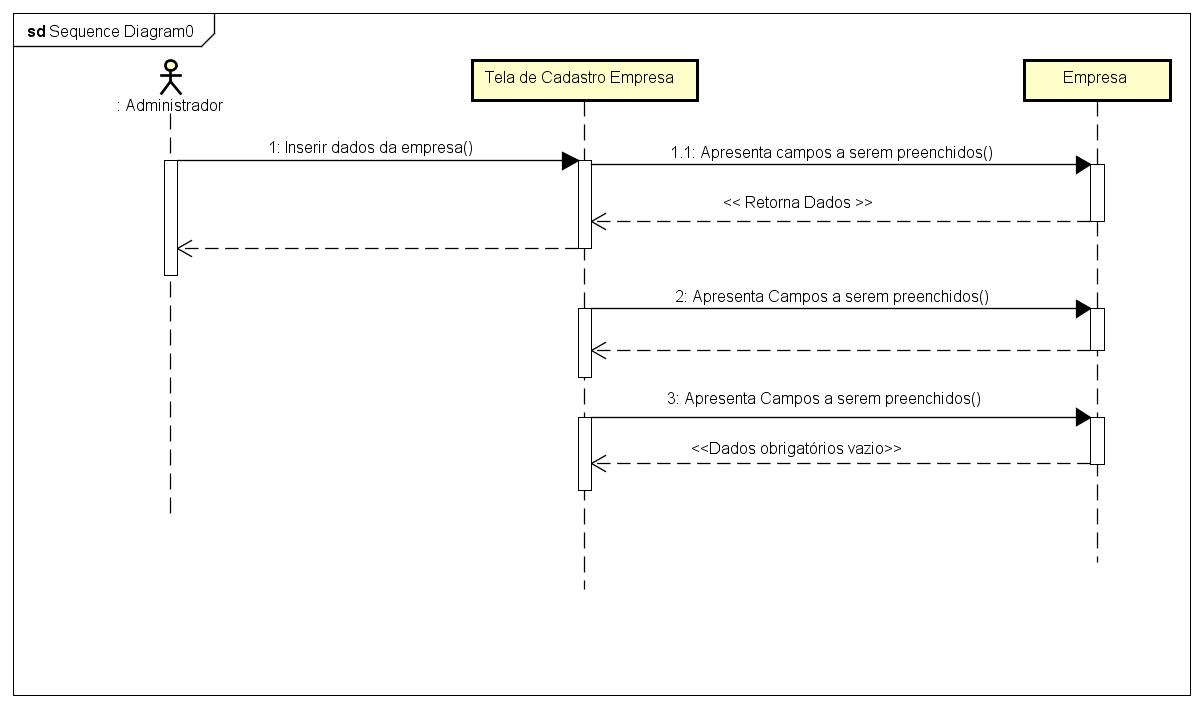 sd Sequence Diagram0
: Administrador
Tela de Cadastro Empresa
Empresa
1: Inserir dados da empresa()
1.1: Apresenta campos a serem preenchidos()
<< Retorna Dados >>
2: Apresenta Campos a serem preenchidos()
3: Apresenta Campos a serem preenchidos()
<<Dados obrigatórios vazio>>